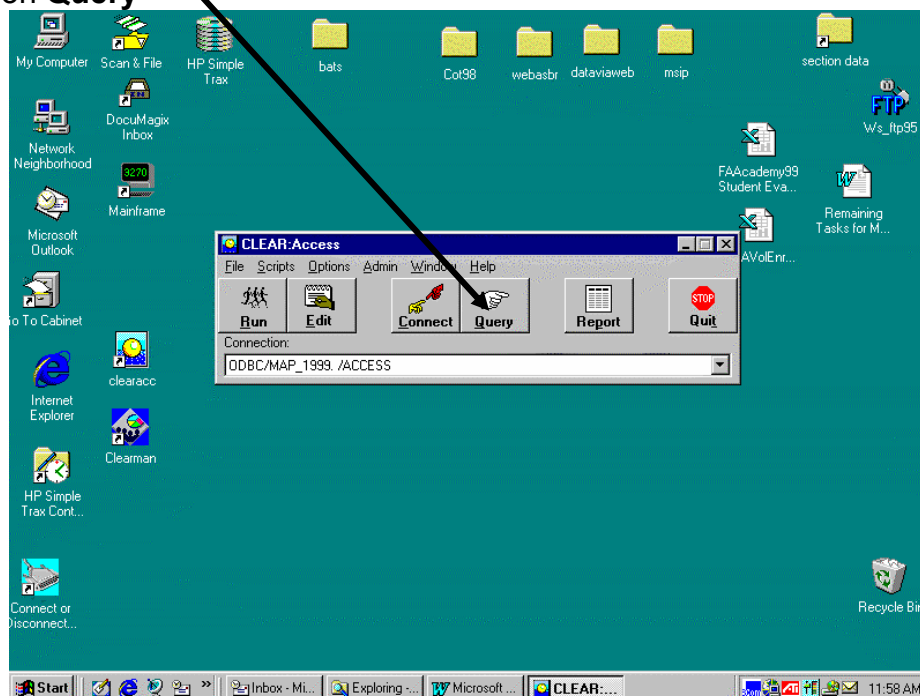 on Query
My Computer
Scan & File
HP Simple
Trax
bats
Cot98
webasbr
dataviaweb
msip
section data
DocuMagix
Inbox
Ws_ftp95
Network
Neighborhood
3270
Mainframe
FAAcademy99
Student Eva...
Remaining
Tasks for M...
Microsoft
Outlook
AVolEnr...
CLEAR:Access
File Scripts Options Admin Window Help
Run Edit Connect Query Report Quit
STOP
Connection:
ODBC/MAP_1999. /ACCESS
Go To Cabinet
clearacc
Internet
Explorer
Clearman
HP Simple
Trax Cont...
Connect or
Disconnect...
Recycle Bin
Start » Inbox - Mi... Exploring -... Microsoft ... CLEAR:... 11:58 AM